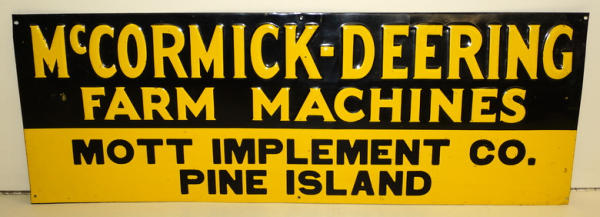 McCORMICK-DEERING
FARM MACHINES
MOTT IMPLEMENT CO.
PINE ISLAND